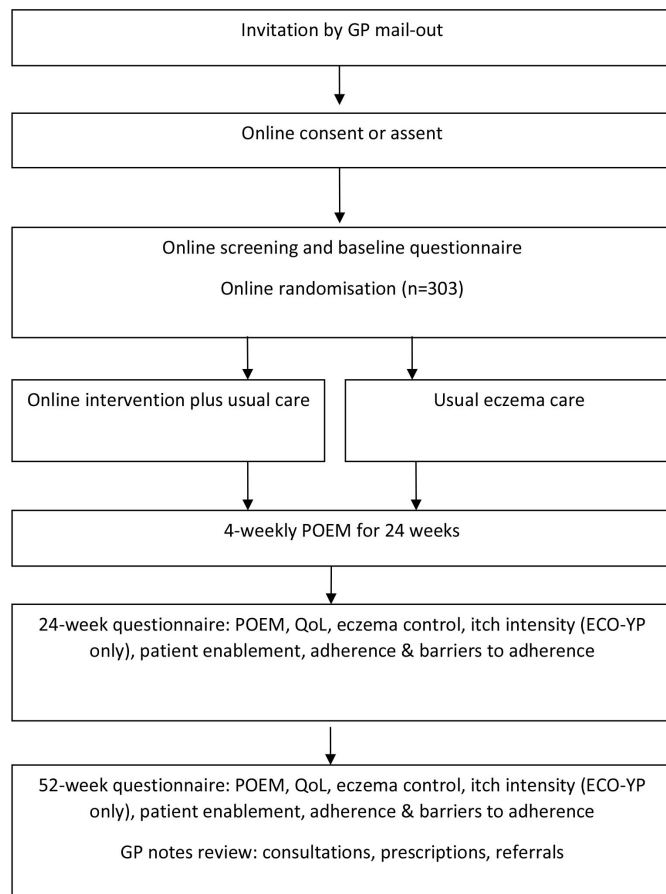 Invitation by GP mail-out
Online consent or assent
Online screening and baseline questionnaire
Online randomisation (n=303)
Online intervention plus usual care
Usual eczema care
4-weekly POEM for 24 weeks
24-week questionnaire: POEM, QoL, eczema control, itch intensity (ECO-YP
only), patient enablement, adherence & barriers to adherence
52-week questionnaire: POEM, QoL, eczema control, itch intensity (ECO-YP
only), patient enablement, adherence & barriers to adherence
GP notes review: consultations, prescriptions, referrals